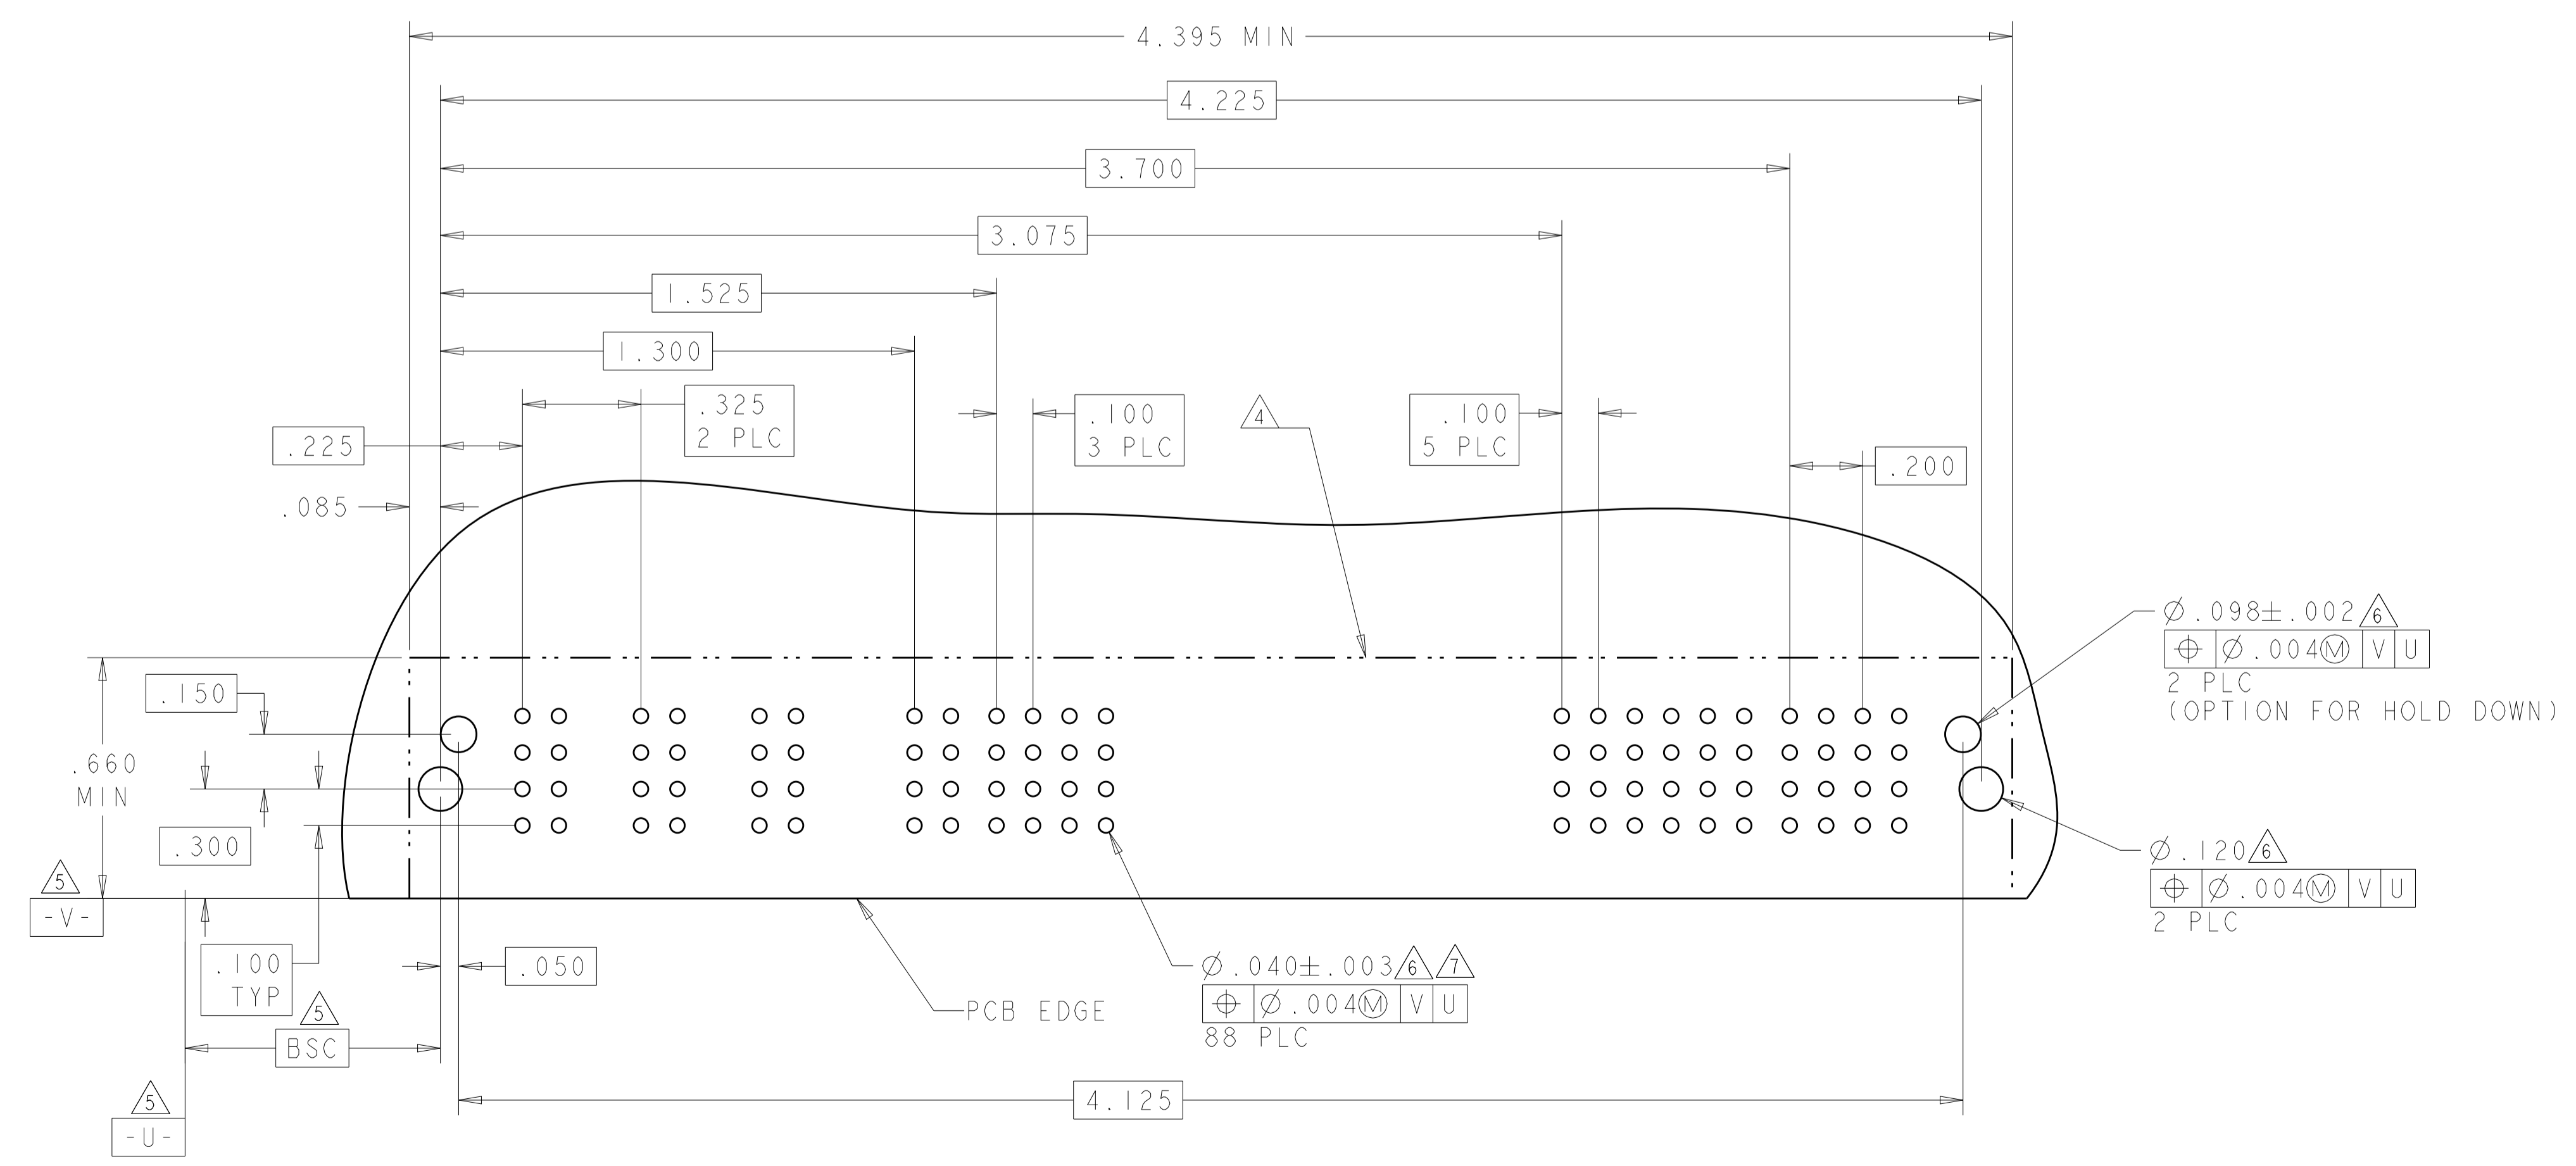 4.395 MIN
4.225
3.700
3.075
1.525
1.300
.325
2 PLC
.100
3 PLC
4
.100
5 PLC
.225
.200
.085
⌀.098±.002 6
⌖ ⌀.004Ⓜ V U
2 PLC
(OPTION FOR HOLD DOWN)
.150
.660
MIN
.300
5
-V-
⌀.120 6
⌖ ⌀.004Ⓜ V U
2 PLC
.100
TYP
.050
⌀.040±.003 6 7
⌖ ⌀.004Ⓜ V U
88 PLC
PCB EDGE
5
BSC
4.125
5
-U-